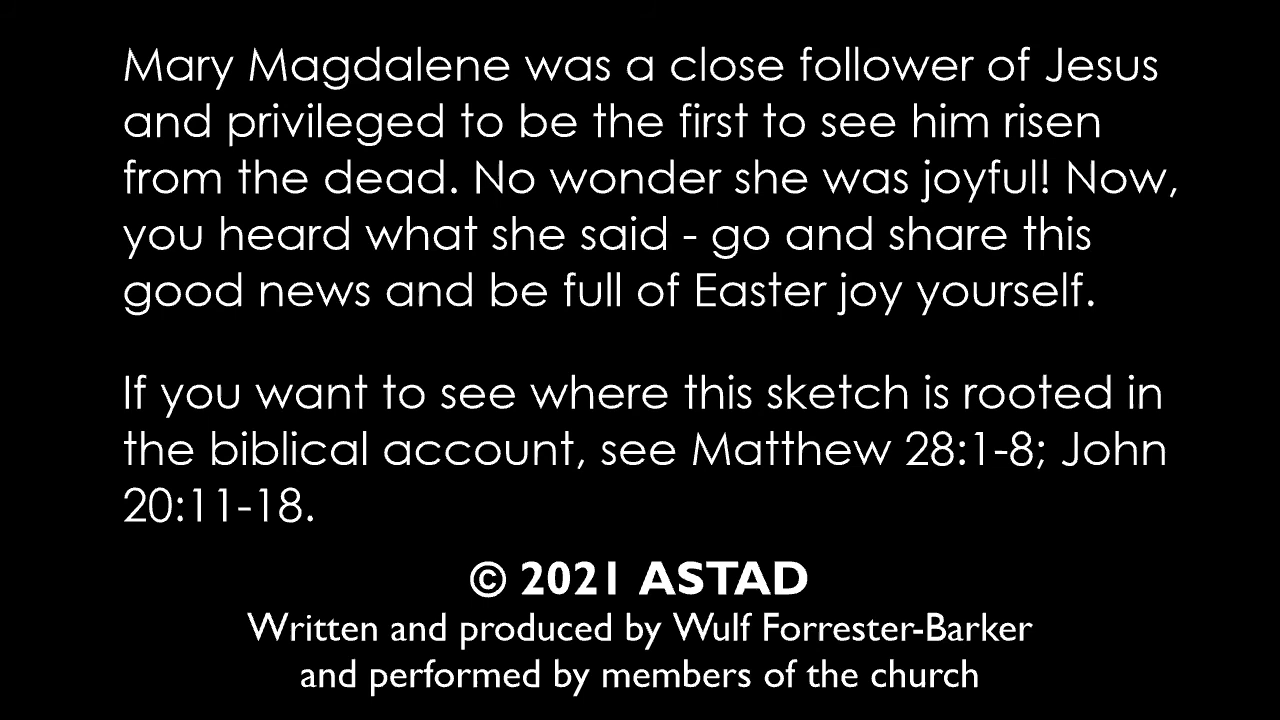 Mary Magdalene was a close follower of Jesus
and privileged to be the first to see him risen
from the dead. No wonder she was joyful! Now,
you heard what she said - go and share this
good news and be full of Easter joy yourself.
If you want to see where this sketch is rooted in
the biblical account, see Matthew 28:1-8; John
20:11-18.
© 2021 ASTAD
Written and produced by Wulf Forrester-Barker
and performed by members of the church